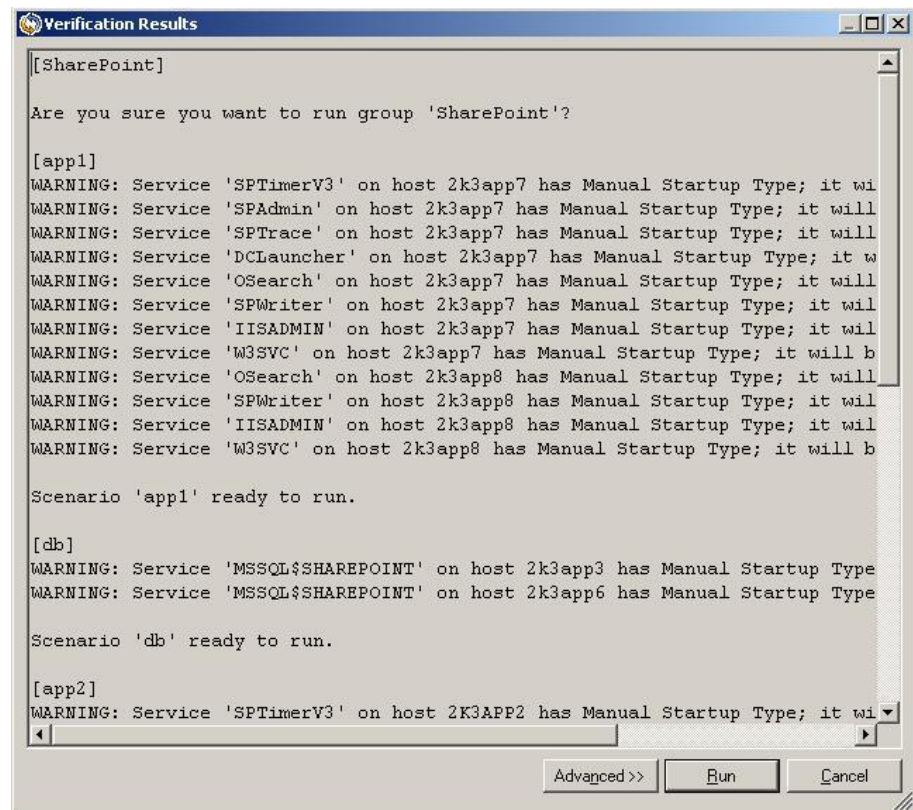 Verification Results
[SharePoint]
Are you sure you want to run group 'SharePoint'?
[app1]
WARNING: Service 'SPTimerV3' on host 2k3app7 has Manual Startup Type; it wi
WARNING: Service 'SPAdmin' on host 2k3app7 has Manual Startup Type; it will
WARNING: Service 'SPTrace' on host 2k3app7 has Manual Startup Type; it will
WARNING: Service 'DCLauncher' on host 2k3app7 has Manual Startup Type; it w
WARNING: Service 'OSearch' on host 2k3app7 has Manual Startup Type; it will
WARNING: Service 'SPWriter' on host 2k3app7 has Manual Startup Type; it wil
WARNING: Service 'IISADMIN' on host 2k3app7 has Manual Startup Type; it wil
WARNING: Service 'W3SVC' on host 2k3app7 has Manual Startup Type; it will b
WARNING: Service 'OSearch' on host 2k3app8 has Manual Startup Type; it will
WARNING: Service 'SPWriter' on host 2k3app8 has Manual Startup Type; it wil
WARNING: Service 'IISADMIN' on host 2k3app8 has Manual Startup Type; it wil
WARNING: Service 'W3SVC' on host 2k3app8 has Manual Startup Type; it will b
Scenario 'app1' ready to run.
[db]
WARNING: Service 'MSSQL$SHAREPOINT' on host 2k3app3 has Manual Startup Type
WARNING: Service 'MSSQL$SHAREPOINT' on host 2k3app6 has Manual Startup Type
Scenario 'db' ready to run.
[app2]
WARNING: Service 'SPTimerV3' on host 2K3APP2 has Manual Startup Type; it wi
Advanced >> Run Cancel